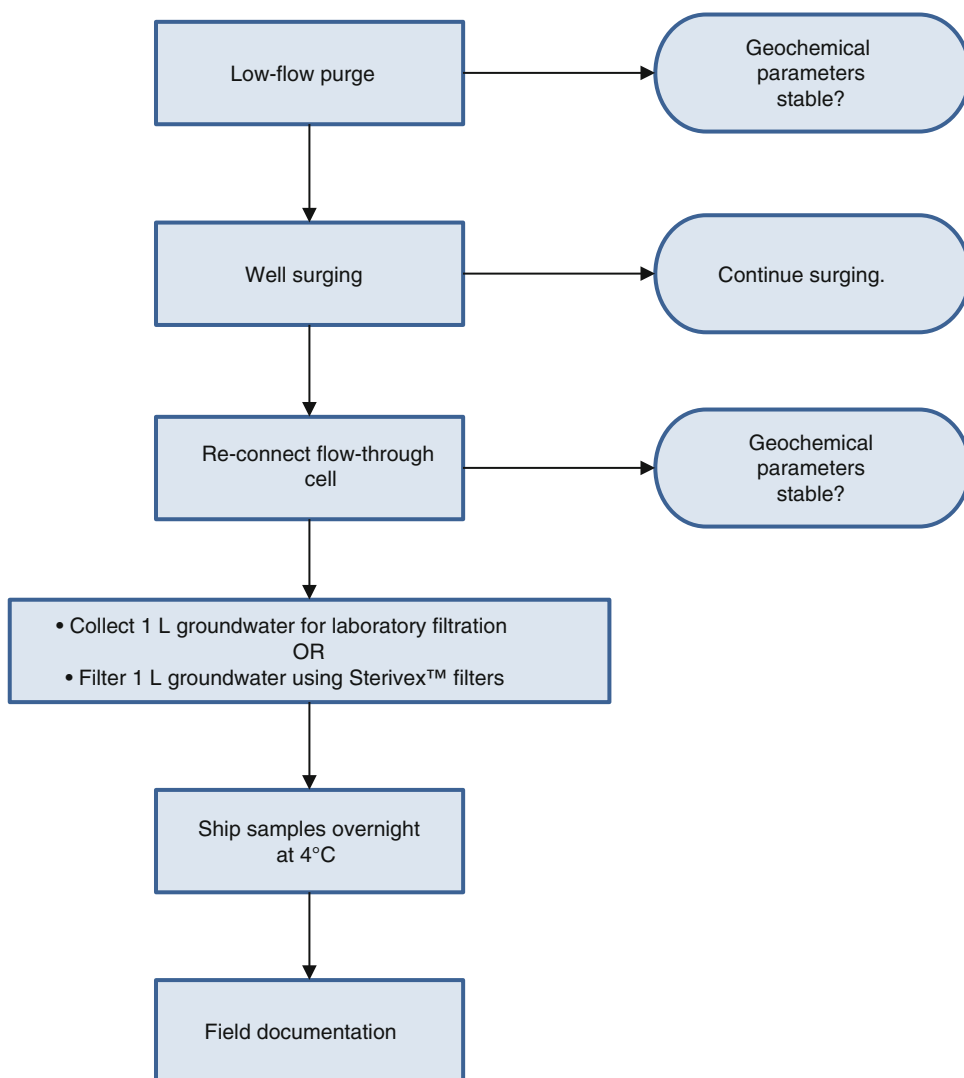 Low-flow purge
Geochemical
parameters
stable?
Well surging
Continue surging.
Re-connect flow-through
cell
Geochemical
parameters
stable?
• Collect 1 L groundwater for laboratory filtration
OR
• Filter 1 L groundwater using Sterivex™ filters
Ship samples overnight
at 4°C
Field documentation